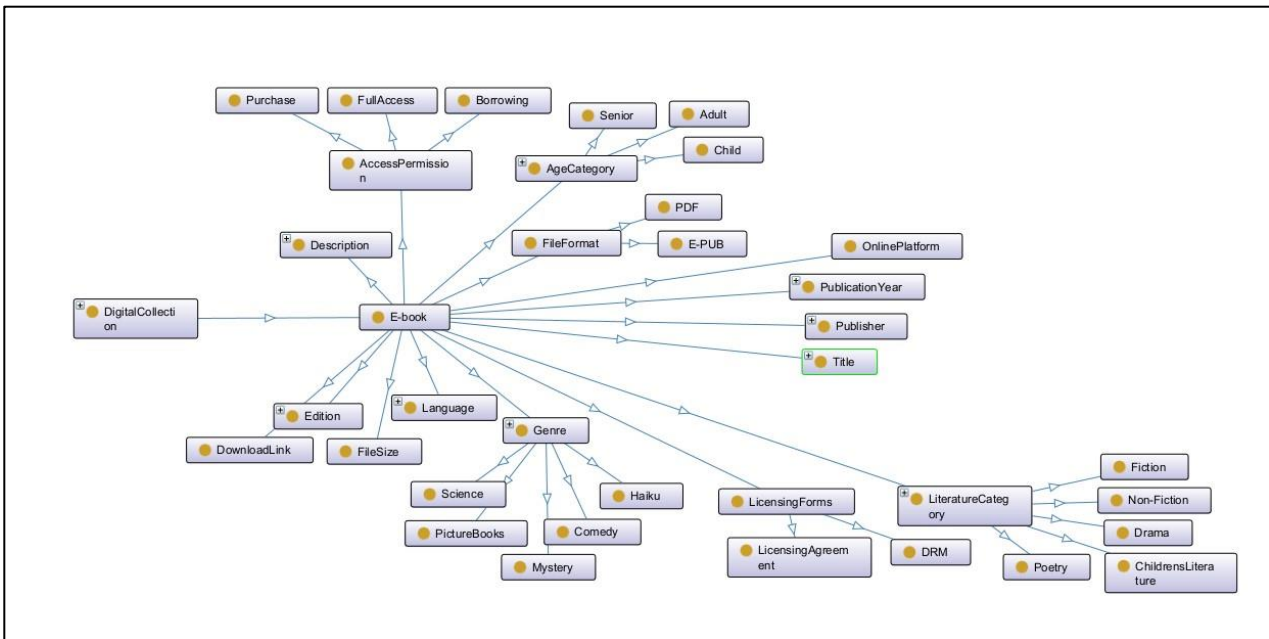 Purchase
FullAccess
Borrowing
Senior
Adult
Child
AccessPermissio
n
AgeCategory
PDF
FileFormat
E-PUB
Description
OnlinePlatform
PublicationYear
DigitalCollecti
on
E-book
Publisher
Title
Edition
Language
DownloadLink
FileSize
Genre
Science
Haiku
PictureBooks
Comedy
Mystery
LicensingForms
LicensingAgreem
ent
DRM
LiteratureCateg
ory
Fiction
Non-Fiction
Drama
Poetry
ChildrensLitera
ture